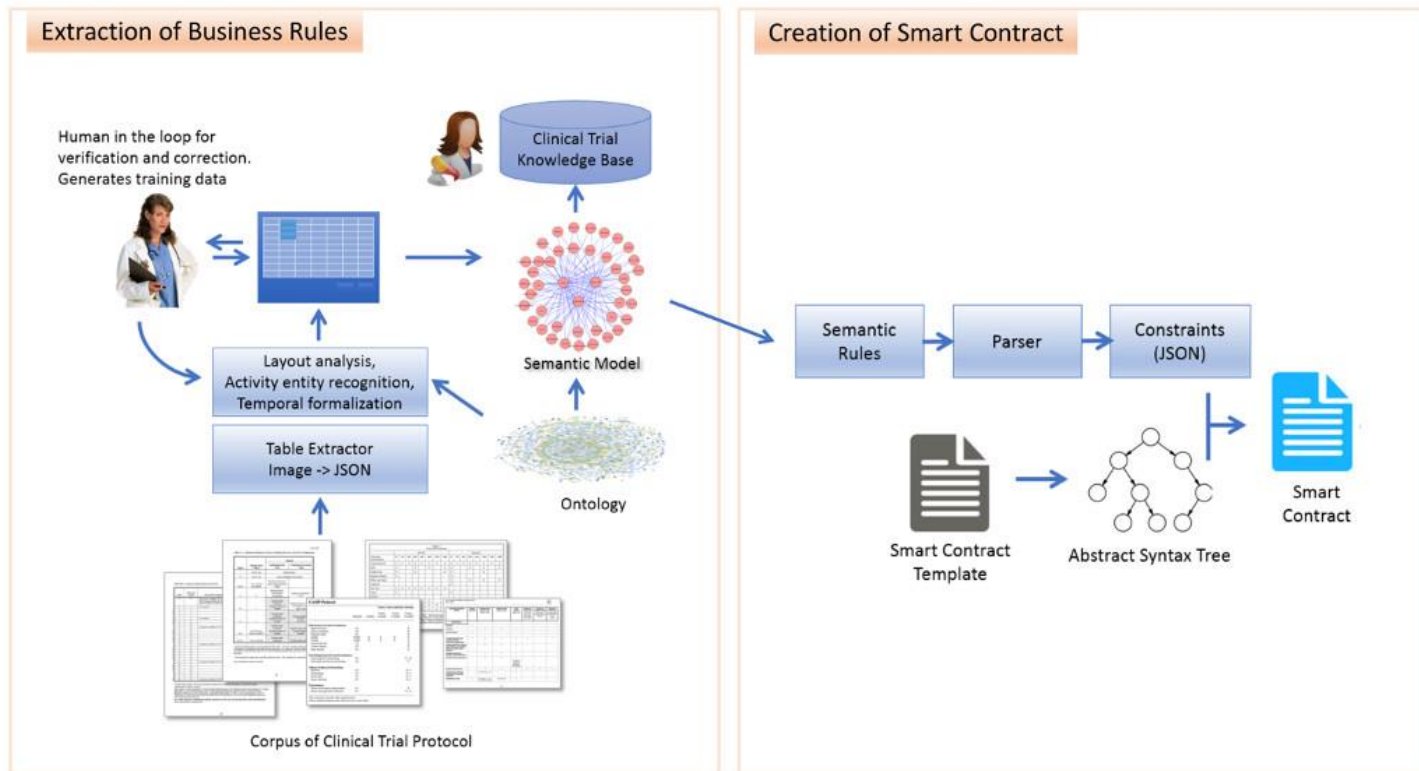 Extraction of Business Rules
Human in the loop for
verification and correction.
Generates training data
Clinical Trial
Knowledge Base
Semantic Model
Layout analysis,
Activity entity recognition,
Temporal formalization
Table Extractor
Image -> JSON
Ontology
Corpus of Clinical Trial Protocol
Creation of Smart Contract
Semantic
Rules
Parser
Constraints
(JSON)
Smart Contract
Template
Abstract Syntax Tree
Smart
Contract